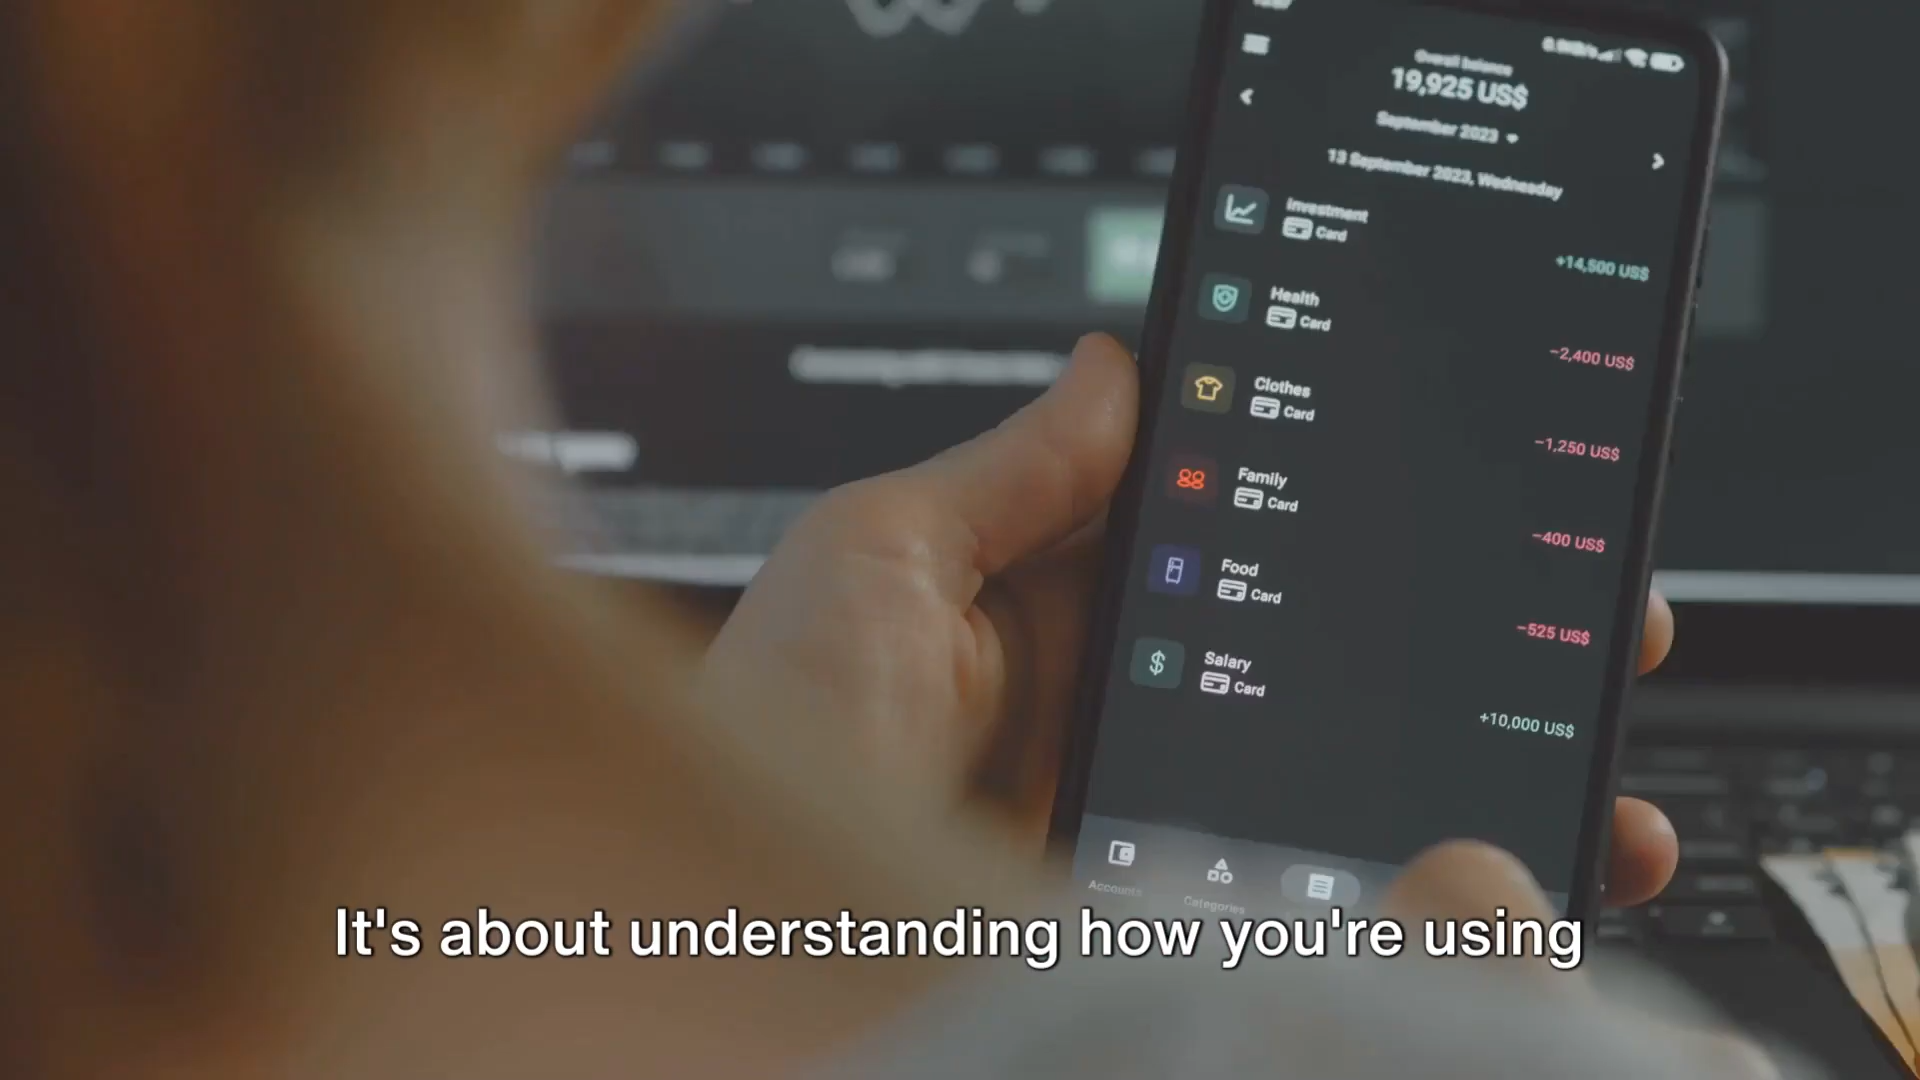 Overall balance
19,925 US$
September 2023
13 September 2023, Wednesday
Investment
Card
+14,500 US$
Health
Card
−2,400 US$
Clothes
Card
−1,250 US$
Family
Card
−400 US$
Food
Card
−525 US$
Salary
Card
+10,000 US$
Accounts
Categories
It's about understanding how you're using